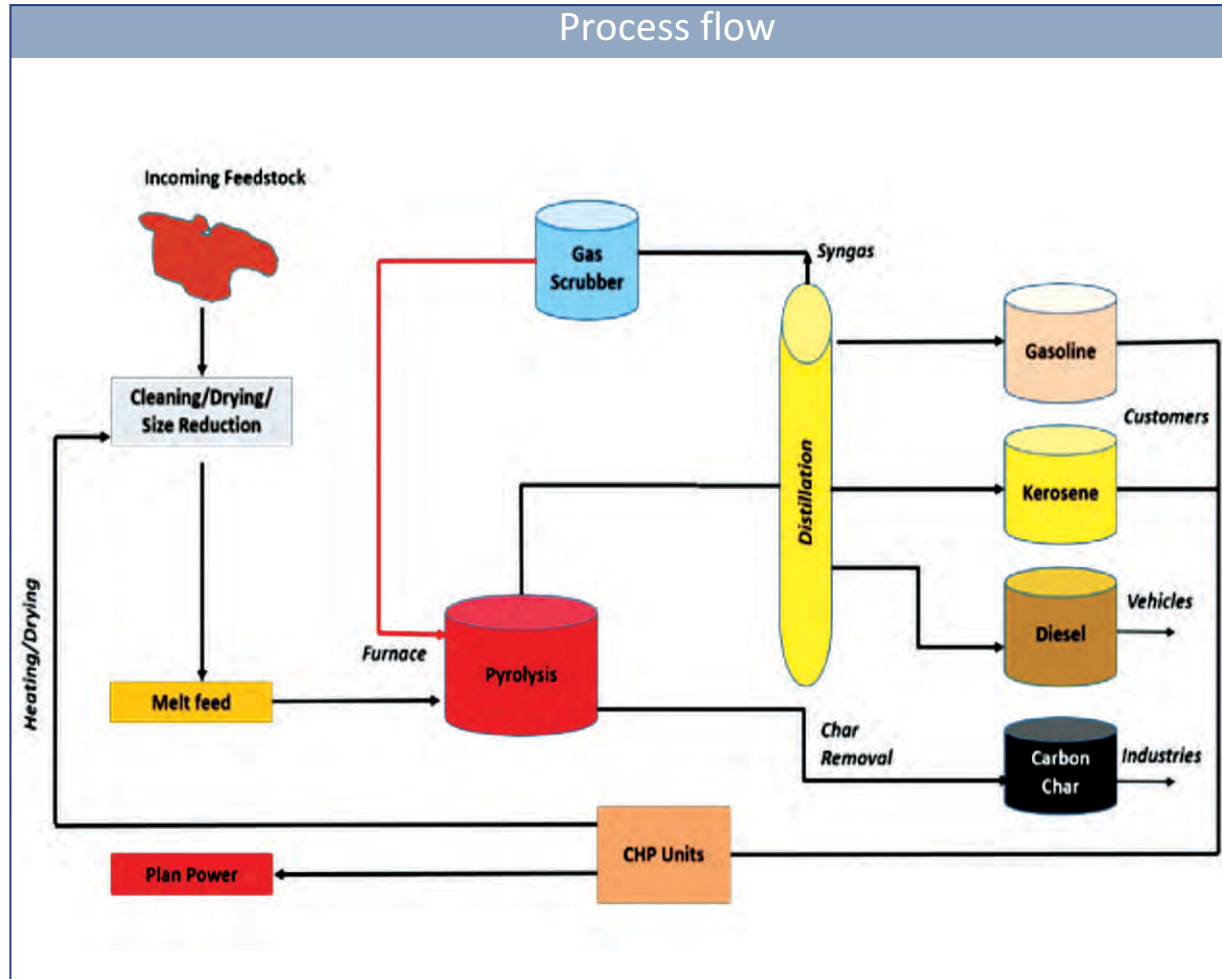 Process flow
Incoming Feedstock
Gas
Scrubber
Syngas
Gasoline
Cleaning/Drying/
Size Reduction
Customers
Kerosene
Distillation
Heating/Drying
Vehicles
Diesel
Furnace
Pyrolysis
Melt feed
Char
Removal
Carbon
Char
Industries
CHP Units
Plan Power